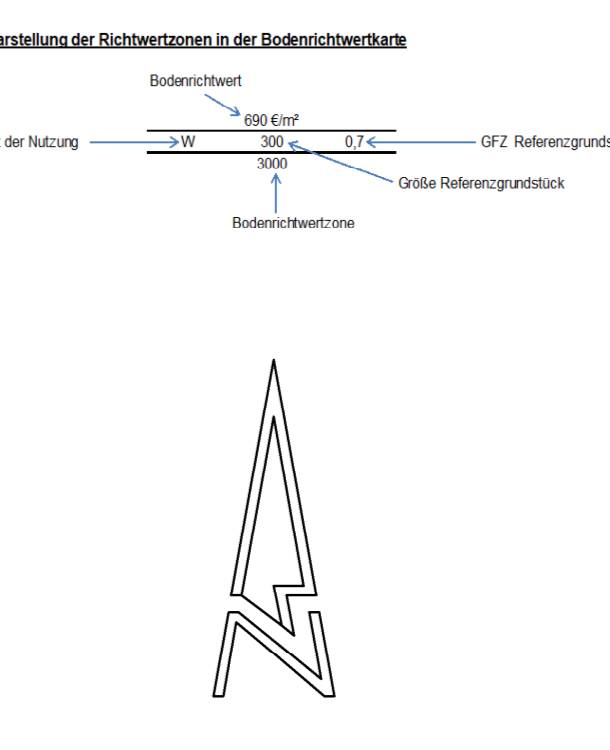 arstellung der Richtwertzonen in der Bodenrichtwertkarte
Bodenrichtwert
690 €/m²
der Nutzung W 300 0,7 GFZ Referenzgrunds
3000
Größe Referenzgrundstück
Bodenrichtwertzone
N